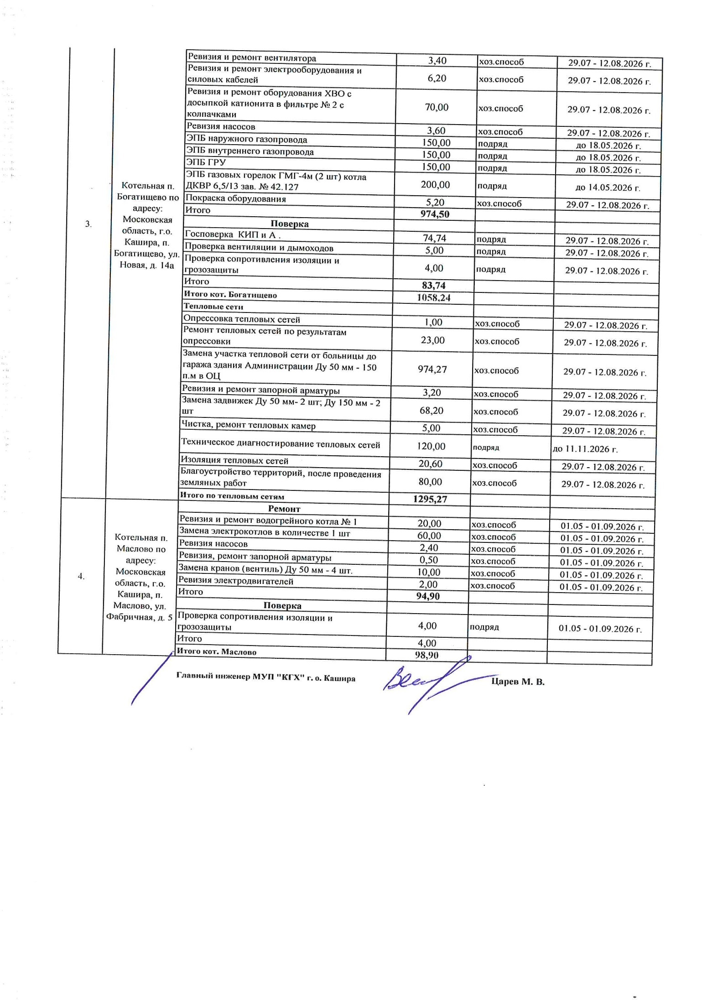 Ревизия и ремонт вентилятора 3,40 хоз.способ 29.07 - 12.08.2026 г.
Ревизия и ремонт электрооборудования и
силовых кабелей 6,20 хоз.способ 29.07 - 12.08.2026 г.
Ревизия и ремонт оборудования ХВО с
досыпкой катионита в фильтре № 2 с
колпачками 70,00 хоз.способ 29.07 - 12.08.2026 г.
Ревизия насосов 3,60 хоз.способ 29.07 - 12.08.2026 г.
ЭПБ наружного газопровода 150,00 подряд до 18.05.2026 г.
ЭПБ внутреннего газопровода 150,00 подряд до 18.05.2026 г.
ЭПБ ГРУ 150,00 подряд до 18.05.2026 г.
ЭПБ газовых горелок ГМГ-4м (2 шт) котла
ДКВР 6,5/13 зав. № 42.127 200,00 подряд до 14.05.2026 г.
Покраска оборудования 5,20 хоз.способ 29.07 - 12.08.2026 г.
Итого 974,50
3.
Котельная п.
Богатищево по
адресу:
Московская
область, г.о.
Кашира, п.
Богатищево, ул.
Новая, д. 14а
Поверка
Госповерка КИП и А . 74,74 подряд 29.07 - 12.08.2026 г.
Проверка вентиляции и дымоходов 5,00 подряд 29.07 - 12.08.2026 г.
Проверка сопротивления изоляции и
грозозащиты 4,00 подряд 29.07 - 12.08.2026 г.
Итого 83,74
Итого кот. Богатищево 1058,24
Тепловые сети
Опрессовка тепловых сетей 1,00 хоз.способ 29.07 - 12.08.2026 г.
Ремонт тепловых сетей по результатам
опрессовки 23,00 хоз.способ 29.07 - 12.08.2026 г.
Замена участка тепловой сети от больницы до
гаража здания Администрации Ду 50 мм - 150
п.м в ОЦ 974,27 хоз.способ 29.07 - 12.08.2026 г.
Ревизия и ремонт запорной арматуры 3,20 хоз.способ 29.07 - 12.08.2026 г.
Замена задвижек Ду 50 мм- 2 шт; Ду 150 мм - 2
шт 68,20 хоз.способ 29.07 - 12.08.2026 г.
Чистка, ремонт тепловых камер 5,00 хоз.способ 29.07 - 12.08.2026 г.
Техническое диагностирование тепловых сетей 120,00 подряд до 11.11.2026 г.
Изоляция тепловых сетей 20,60 хоз.способ 29.07 - 12.08.2026 г.
Благоустройство территорий, после проведения
земляных работ 80,00 хоз.способ 29.07 - 12.08.2026 г.
Итого по тепловым сетям 1295,27
4.
Котельная п.
Маслово по
адресу:
Московская
область, г.о.
Кашира, п.
Маслово, ул.
Фабричная, д. 5
Ремонт
Ревизия и ремонт водогрейного котла № 1 20,00 хоз.способ 01.05 - 01.09.2026 г.
Замена электрокотлов в количестве 1 шт 60,00 хоз.способ 01.05 - 01.09.2026 г.
Ревизия насосов 2,40 хоз.способ 01.05 - 01.09.2026 г.
Ревизия, ремонт запорной арматуры 0,50 хоз.способ 01.05 - 01.09.2026 г.
Замена кранов (вентиль) Ду 50 мм - 4 шт. 10,00 хоз.способ 01.05 - 01.09.2026 г.
Ревизия электродвигателей 2,00 хоз.способ 01.05 - 01.09.2026 г.
Итого 94,90
Поверка
Проверка сопротивления изоляции и
грозозащиты 4,00 подряд 01.05 - 01.09.2026 г.
Итого 4,00
Итого кот. Маслово 98,90
Главный инженер МУП "КГХ" г. о. Кашира Царев М. В.